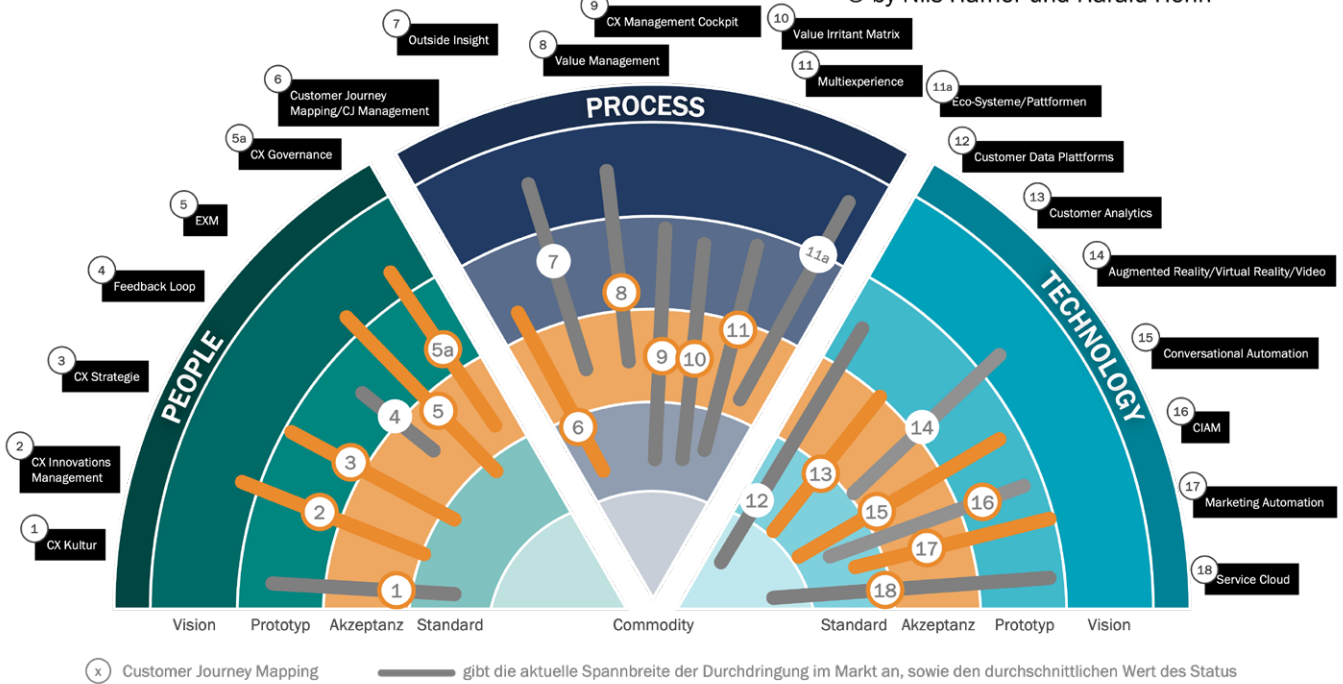 © by Nils Hafner und Harald Henn
9 CX Management Cockpit
10 Value Irritant Matrix
7 Outside Insight
8 Value Management
11 Multiexperience
6 Customer Journey
Mapping/CJ Management
11a Eco-Systeme/Pattformen
5a CX Governance
12 Customer Data Plattforms
5 EXM
13 Customer Analytics
4 Feedback Loop
14 Augmented Reality/Virtual Reality/Video
3 CX Strategie
15 Conversational Automation
2 CX Innovations
Management
16 CIAM
17 Marketing Automation
1 CX Kultur
18 Service Cloud
PEOPLE
PROCESS
TECHNOLOGY
1
2
3
4
5
5a
6
7
8
9
10
11
11a
12
13
14
15
16
17
18
Vision Prototyp Akzeptanz Standard Commodity Standard Akzeptanz Prototyp Vision
x Customer Journey Mapping
gibt die aktuelle Spannbreite der Durchdringung im Markt an, sowie den durchschnittlichen Wert des Status